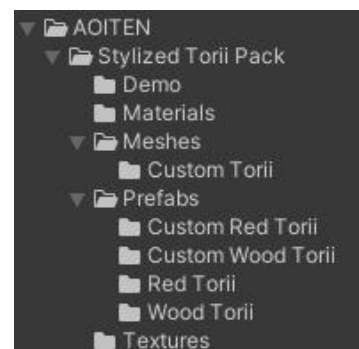 AOITEN
Stylized Torii Pack
Demo
Materials
Meshes
Custom Torii
Prefabs
Custom Red Torii
Custom Wood Torii
Red Torii
Wood Torii
Textures